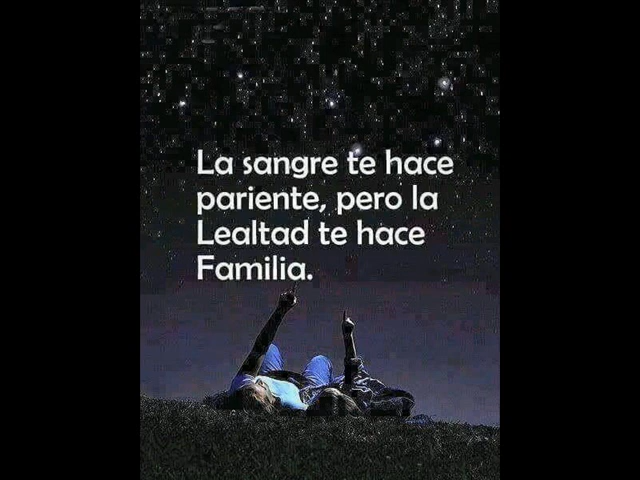 La sangre te hace
pariente, pero la
Lealtad te hace
Familia.